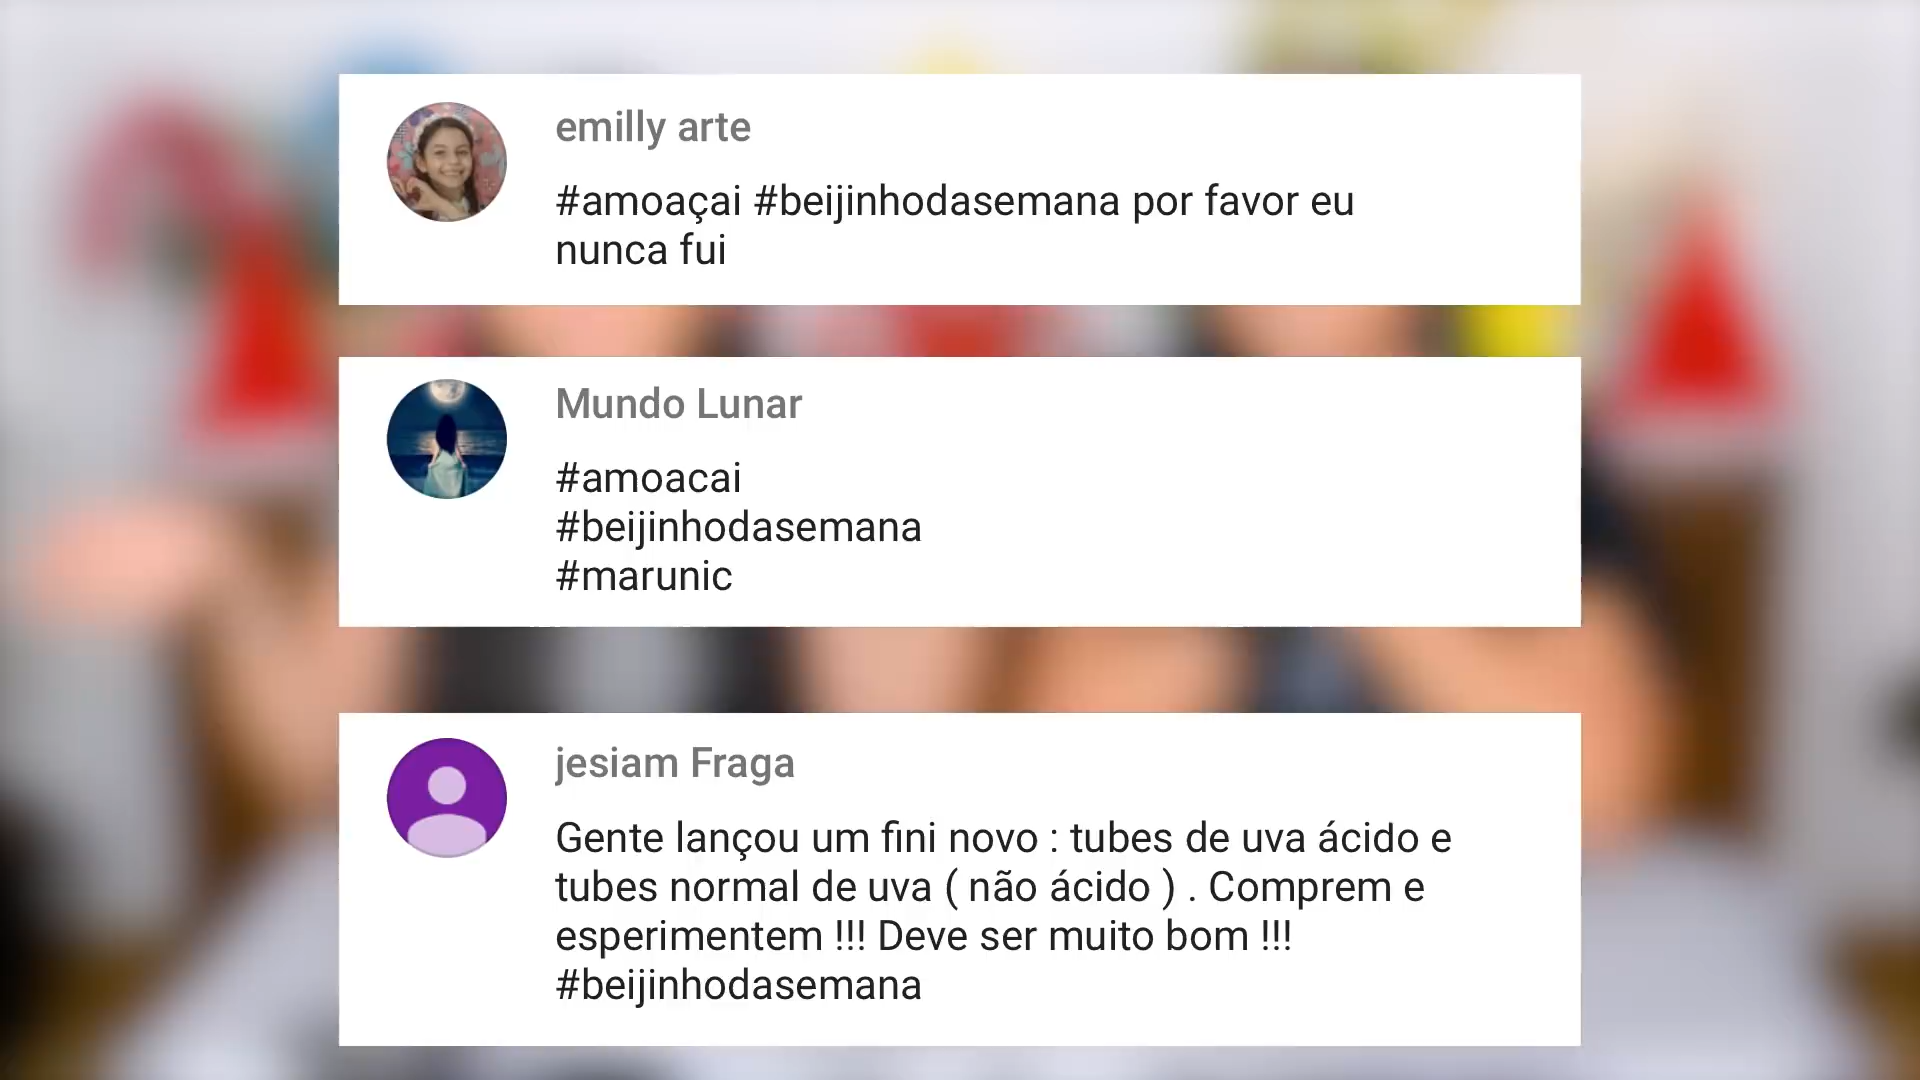 emilly arte
#amoaçai #beijinhodasemana por favor eu
nunca fui
Mundo Lunar
#amoacai
#beijinhodasemana
#marunic
jesiam Fraga
Gente lançou um fini novo : tubes de uva ácido e
tubes normal de uva ( não ácido ) . Comprem e
esperimentem !!! Deve ser muito bom !!!
#beijinhodasemana